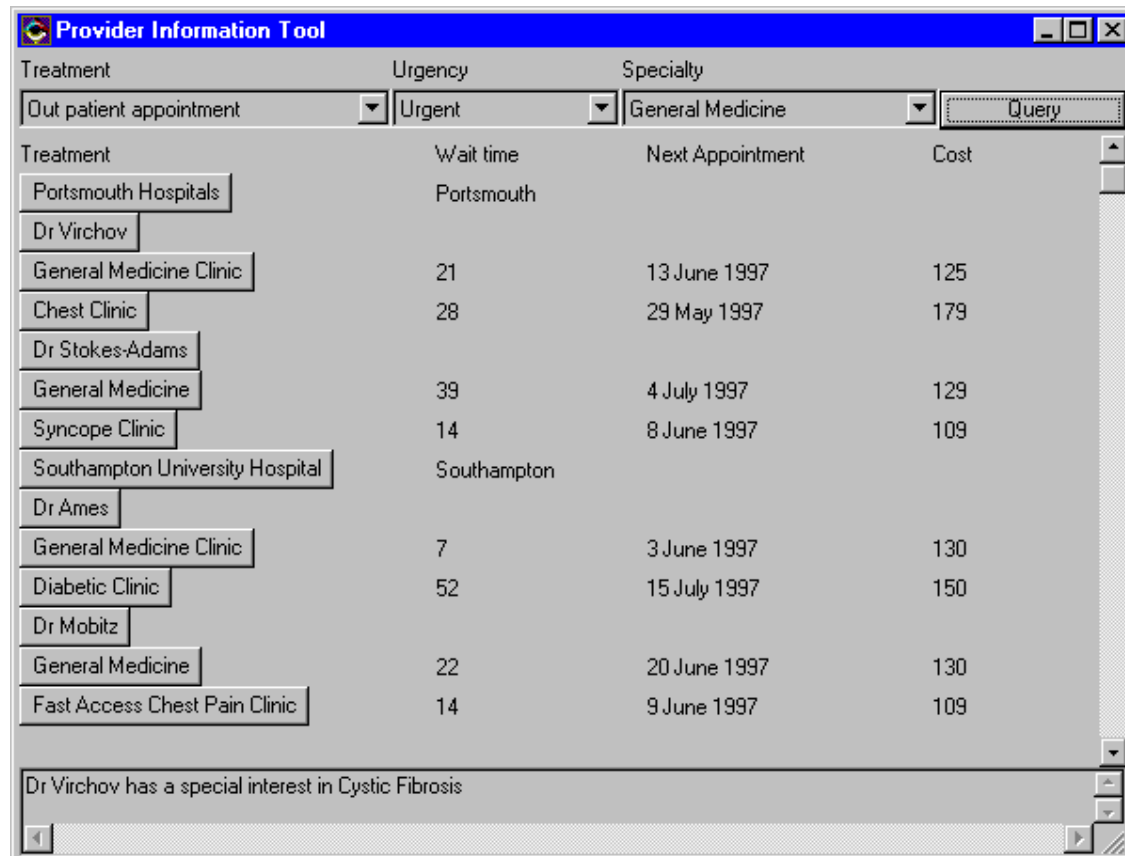 Provider Information Tool
Treatment Urgency Specialty
Out patient appointment Urgent General Medicine Query
Treatment Wait time Next Appointment Cost
Portsmouth Hospitals Portsmouth
Dr Virchov
General Medicine Clinic 21 13 June 1997 125
Chest Clinic 28 29 May 1997 179
Dr Stokes-Adams
General Medicine 39 4 July 1997 129
Syncope Clinic 14 8 June 1997 109
Southampton University Hospital Southampton
Dr Ames
General Medicine Clinic 7 3 June 1997 130
Diabetic Clinic 52 15 July 1997 150
Dr Mobitz
General Medicine 22 20 June 1997 130
Fast Access Chest Pain Clinic 14 9 June 1997 109
Dr Virchov has a special interest in Cystic Fibrosis